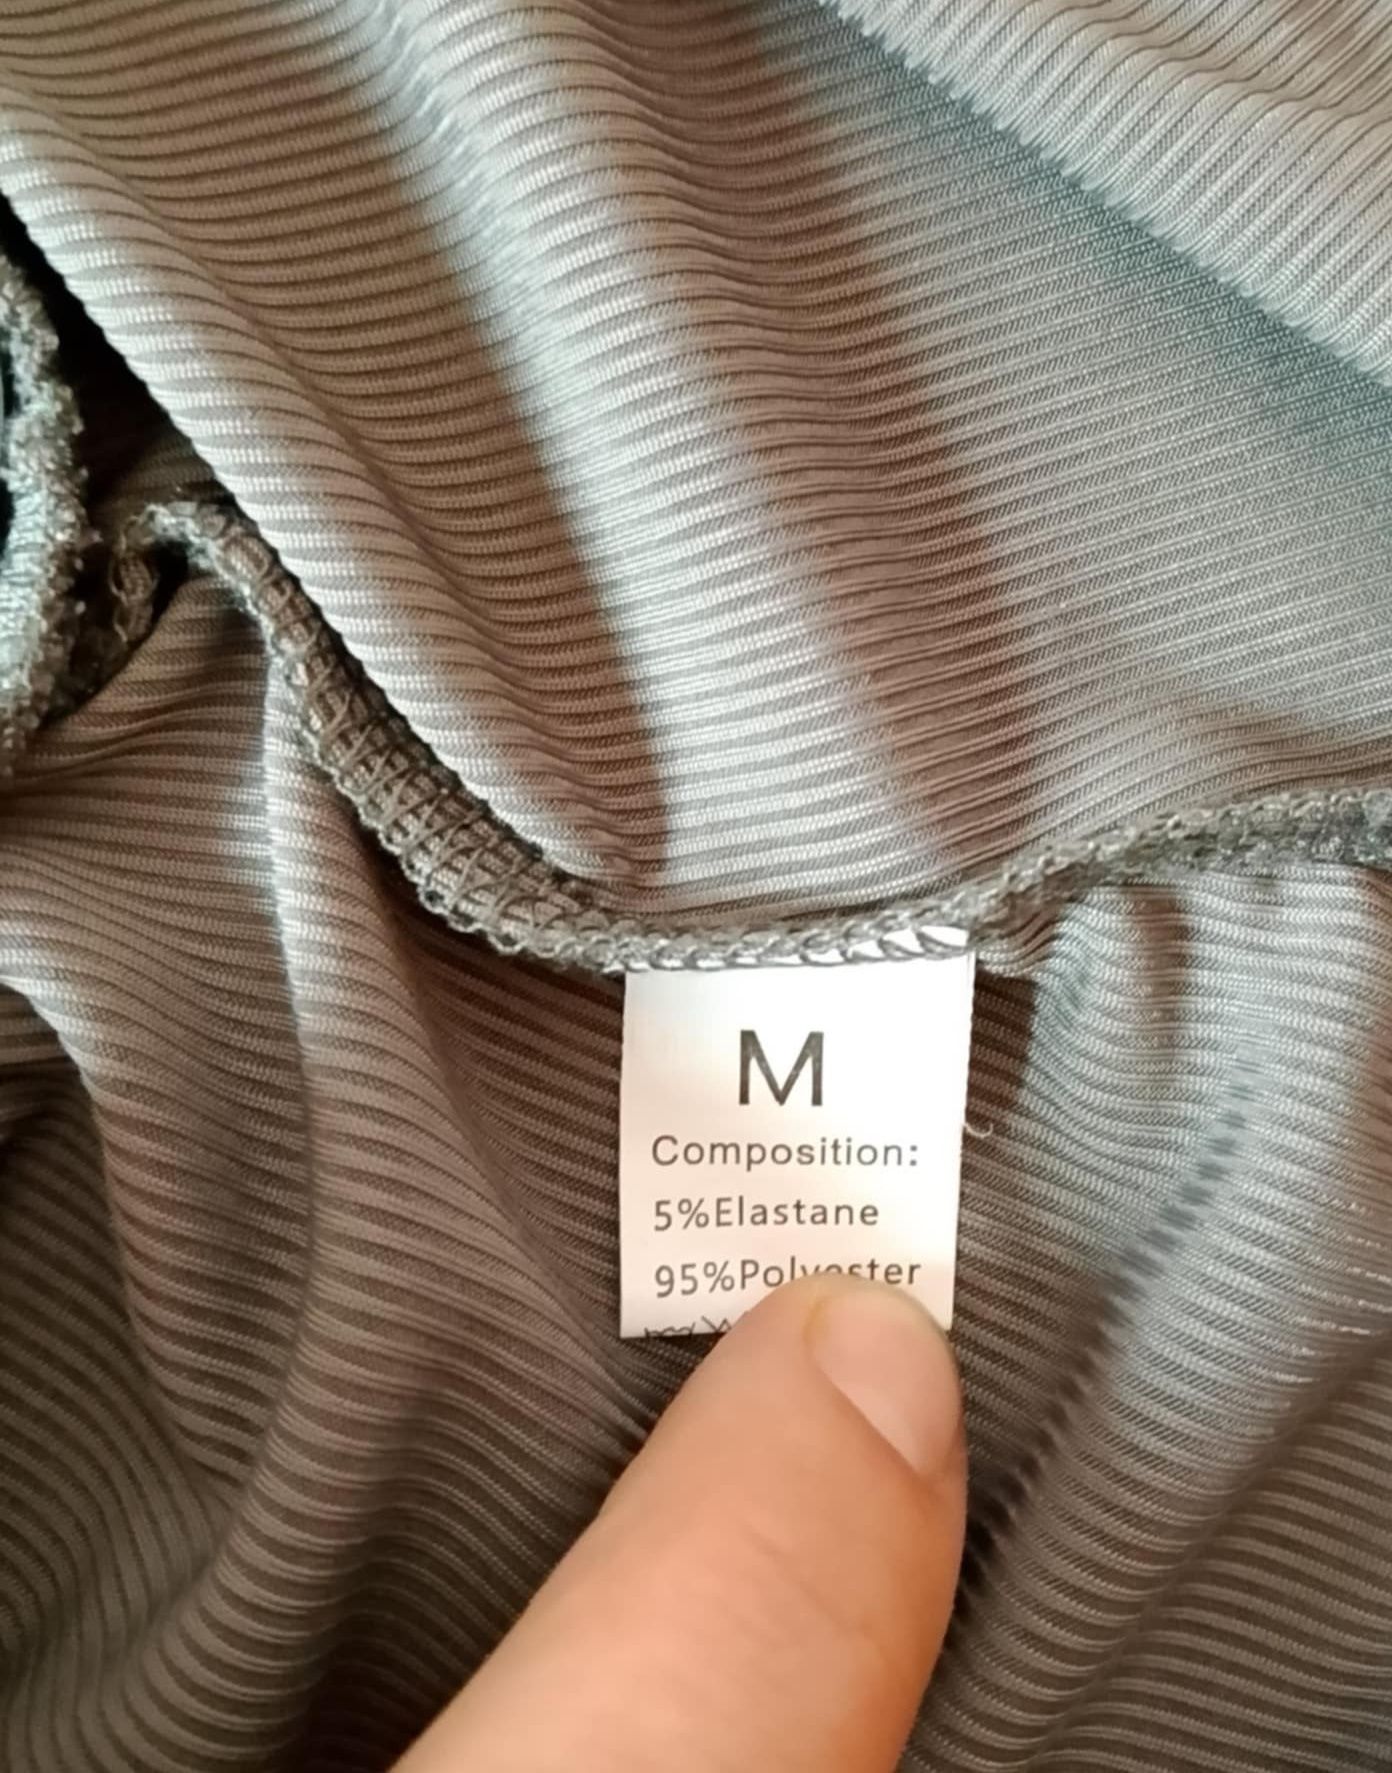 M
Composition:
5%Elastane
95%Polyester